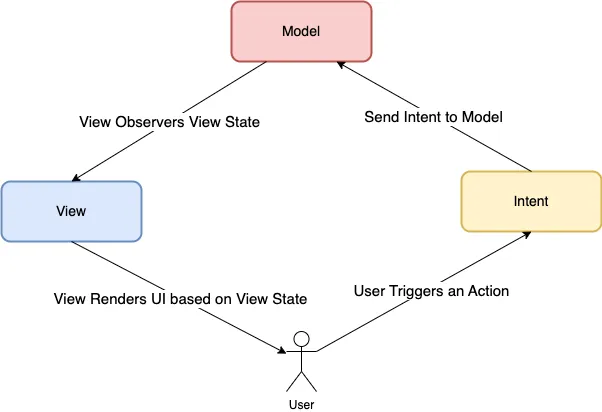 Model
View Observers View State
Send Intent to Model
View
Intent
View Renders UI based on View State
User Triggers an Action
User